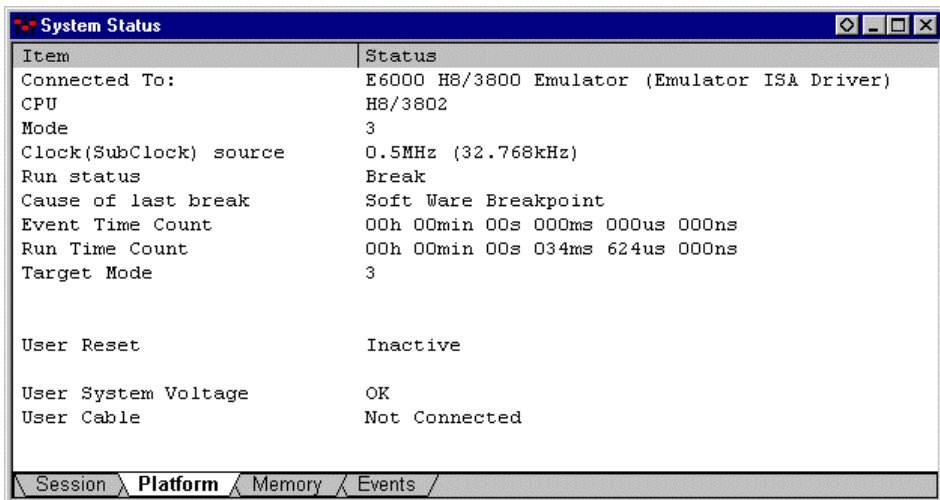 System Status
Item Status
Connected To: E6000 H8/3800 Emulator (Emulator ISA Driver)
CPU H8/3802
Mode 3
Clock(SubClock) source 0.5MHz (32.768kHz)
Run status Break
Cause of last break Soft Ware Breakpoint
Event Time Count 00h 00min 00s 000ms 000us 000ns
Run Time Count 00h 00min 00s 034ms 624us 000ns
Target Mode 3
User Reset Inactive
User System Voltage OK
User Cable Not Connected
Session Platform Memory Events